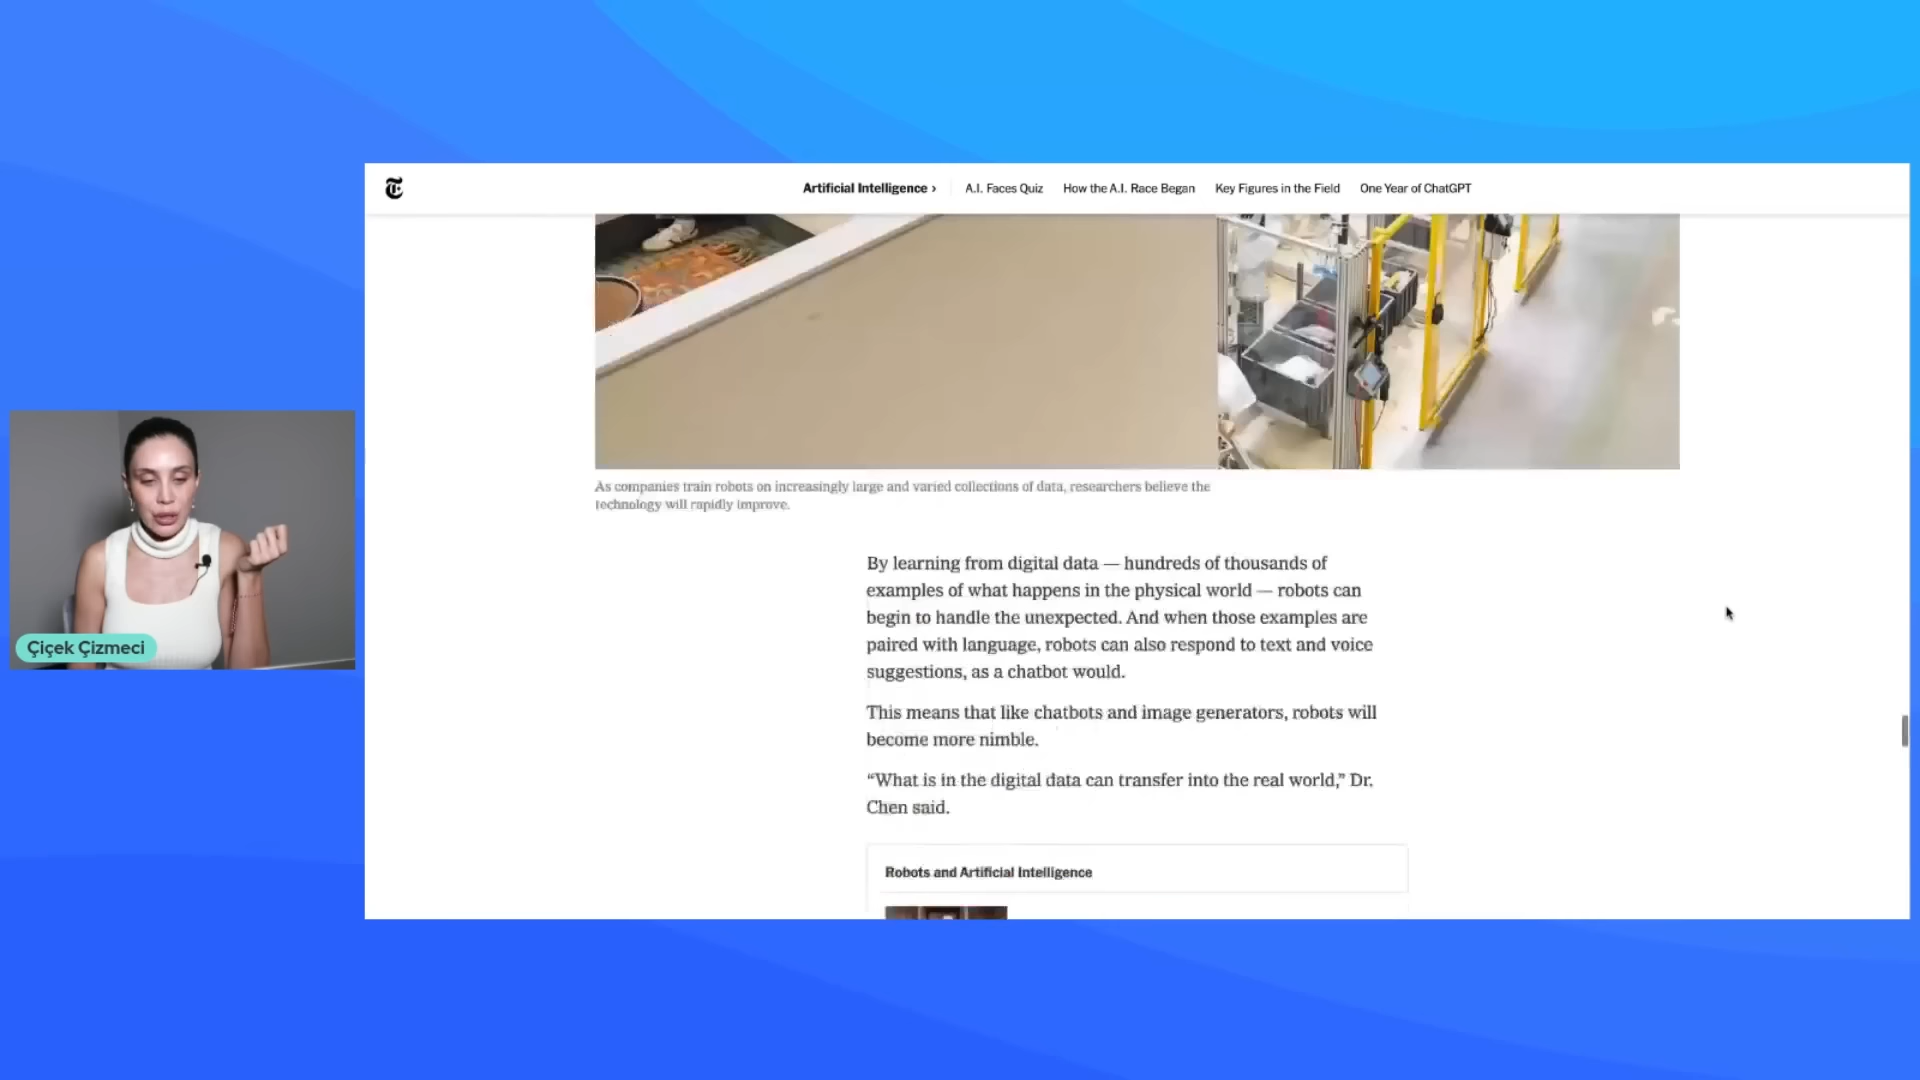 Artificial Intelligence › A.I. Faces Quiz How the A.I. Race Began Key Figures in the Field One Year of ChatGPT
As companies train robots on increasingly large and varied collections of data, researchers believe the
technology will rapidly improve.
By learning from digital data — hundreds of thousands of
examples of what happens in the physical world — robots can
begin to handle the unexpected. And when those examples are
paired with language, robots can also respond to text and voice
suggestions, as a chatbot would.
This means that like chatbots and image generators, robots will
become more nimble.
“What is in the digital data can transfer into the real world,” Dr.
Chen said.
Robots and Artificial Intelligence
Çiçek Çizmeci